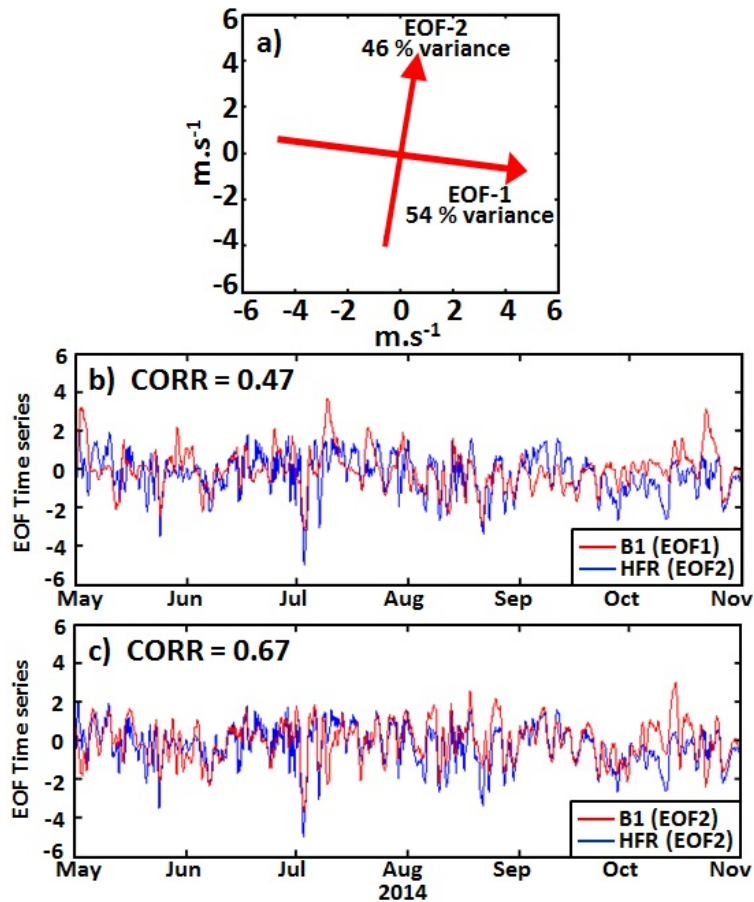 a)
EOF-2
46 % variance
6
4
2
0
-2
-4
-6
m.s-1
EOF-1
54 % variance
-6 -4 -2 0 2 4 6
m.s-1
b) CORR = 0.47
6
4
2
0
-2
-4
-6
EOF Time series
B1 (EOF1)
HFR (EOF2)
May Jun Jul Aug Sep Oct Nov
c) CORR = 0.67
6
4
2
0
-2
-4
-6
EOF Time series
B1 (EOF2)
HFR (EOF2)
May Jun Jul Aug Sep Oct Nov
2014